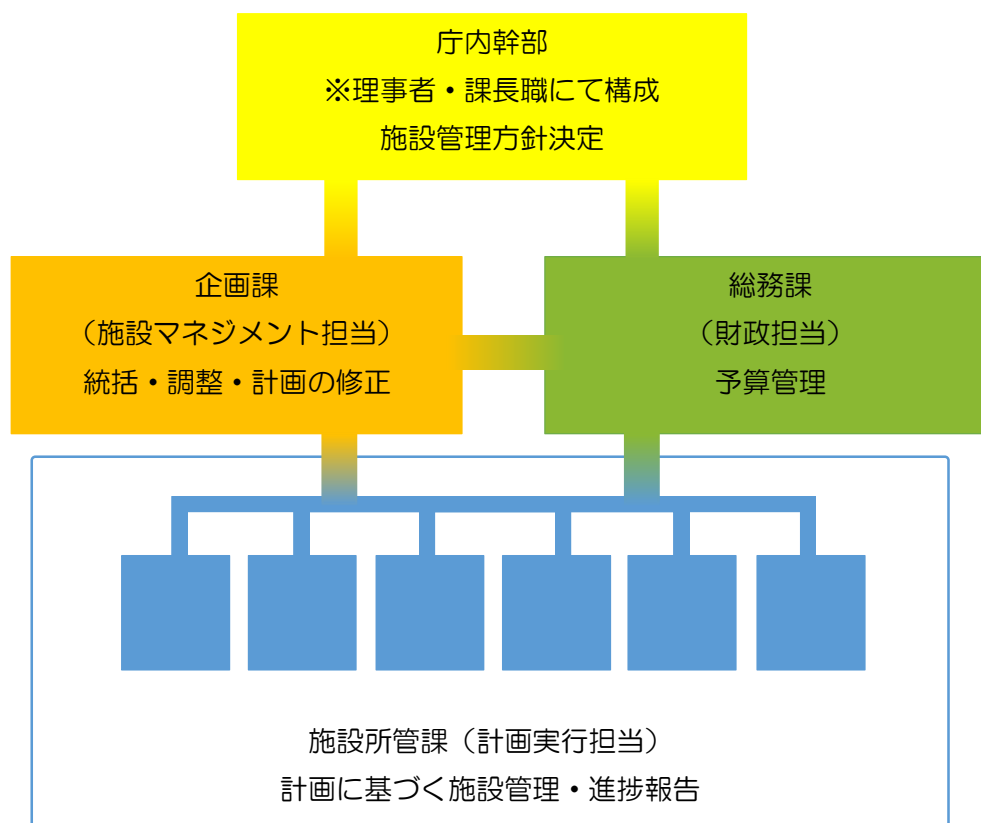 庁内幹部
※理事者・課長職にて構成
施設管理方針決定
企画課
（施設マネジメント担当）
統括・調整・計画の修正
総務課
（財政担当）
予算管理
施設所管課（計画実行担当）
計画に基づく施設管理・進捗報告